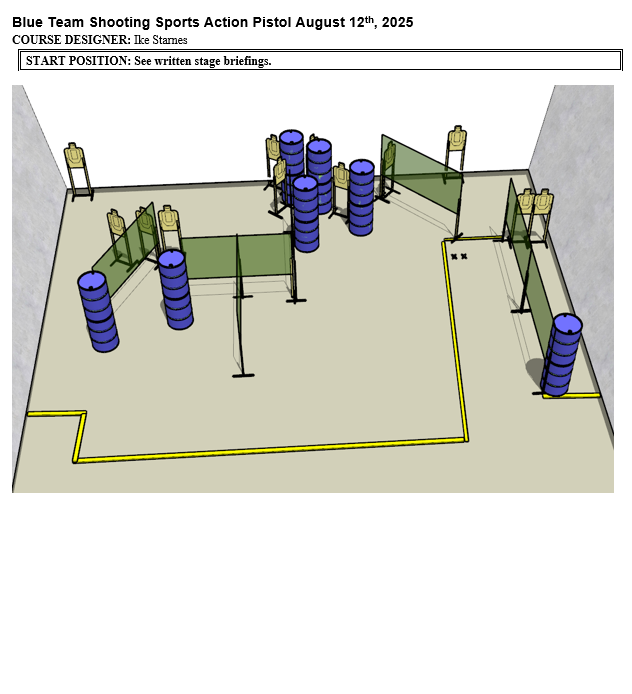 Blue Team Shooting Sports Action Pistol August 12th, 2025
COURSE DESIGNER: Ike Starnes
START POSITION: See written stage briefings.